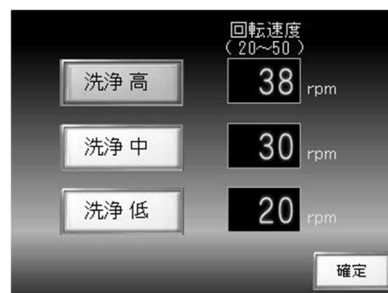 回転速度
(20～50)
洗浄 高 38 rpm
洗浄 中 30 rpm
洗浄 低 20 rpm
確定